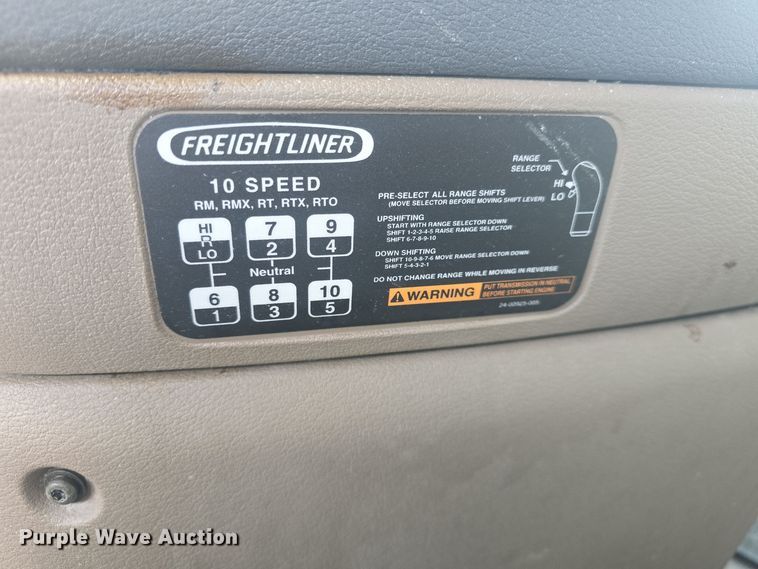 FREIGHTLINER
10 SPEED
RM, RMX, RT, RTX, RTO
HI 7 9
R
LO 2 4
Neutral
6 8 10
1 3 5
RANGE
SELECTOR
HI
LO
PRE-SELECT ALL RANGE SHIFTS
(MOVE SELECTOR BEFORE MOVING SHIFT LEVER)
UPSHIFTING
START WITH RANGE SELECTOR DOWN
SHIFT 1-2-3-4-5 RAISE RANGE SELECTOR
SHIFT 6-7-8-9-10
DOWN SHIFTING
SHIFT 10-9-8-7-6 MOVE RANGE SELECTOR DOWN
SHIFT 5-4-3-2-1
DO NOT CHANGE RANGE WHILE MOVING IN REVERSE
WARNING
PUT TRANSMISSION IN NEUTRAL
BEFORE STARTING ENGINE
Purple Wave Auction